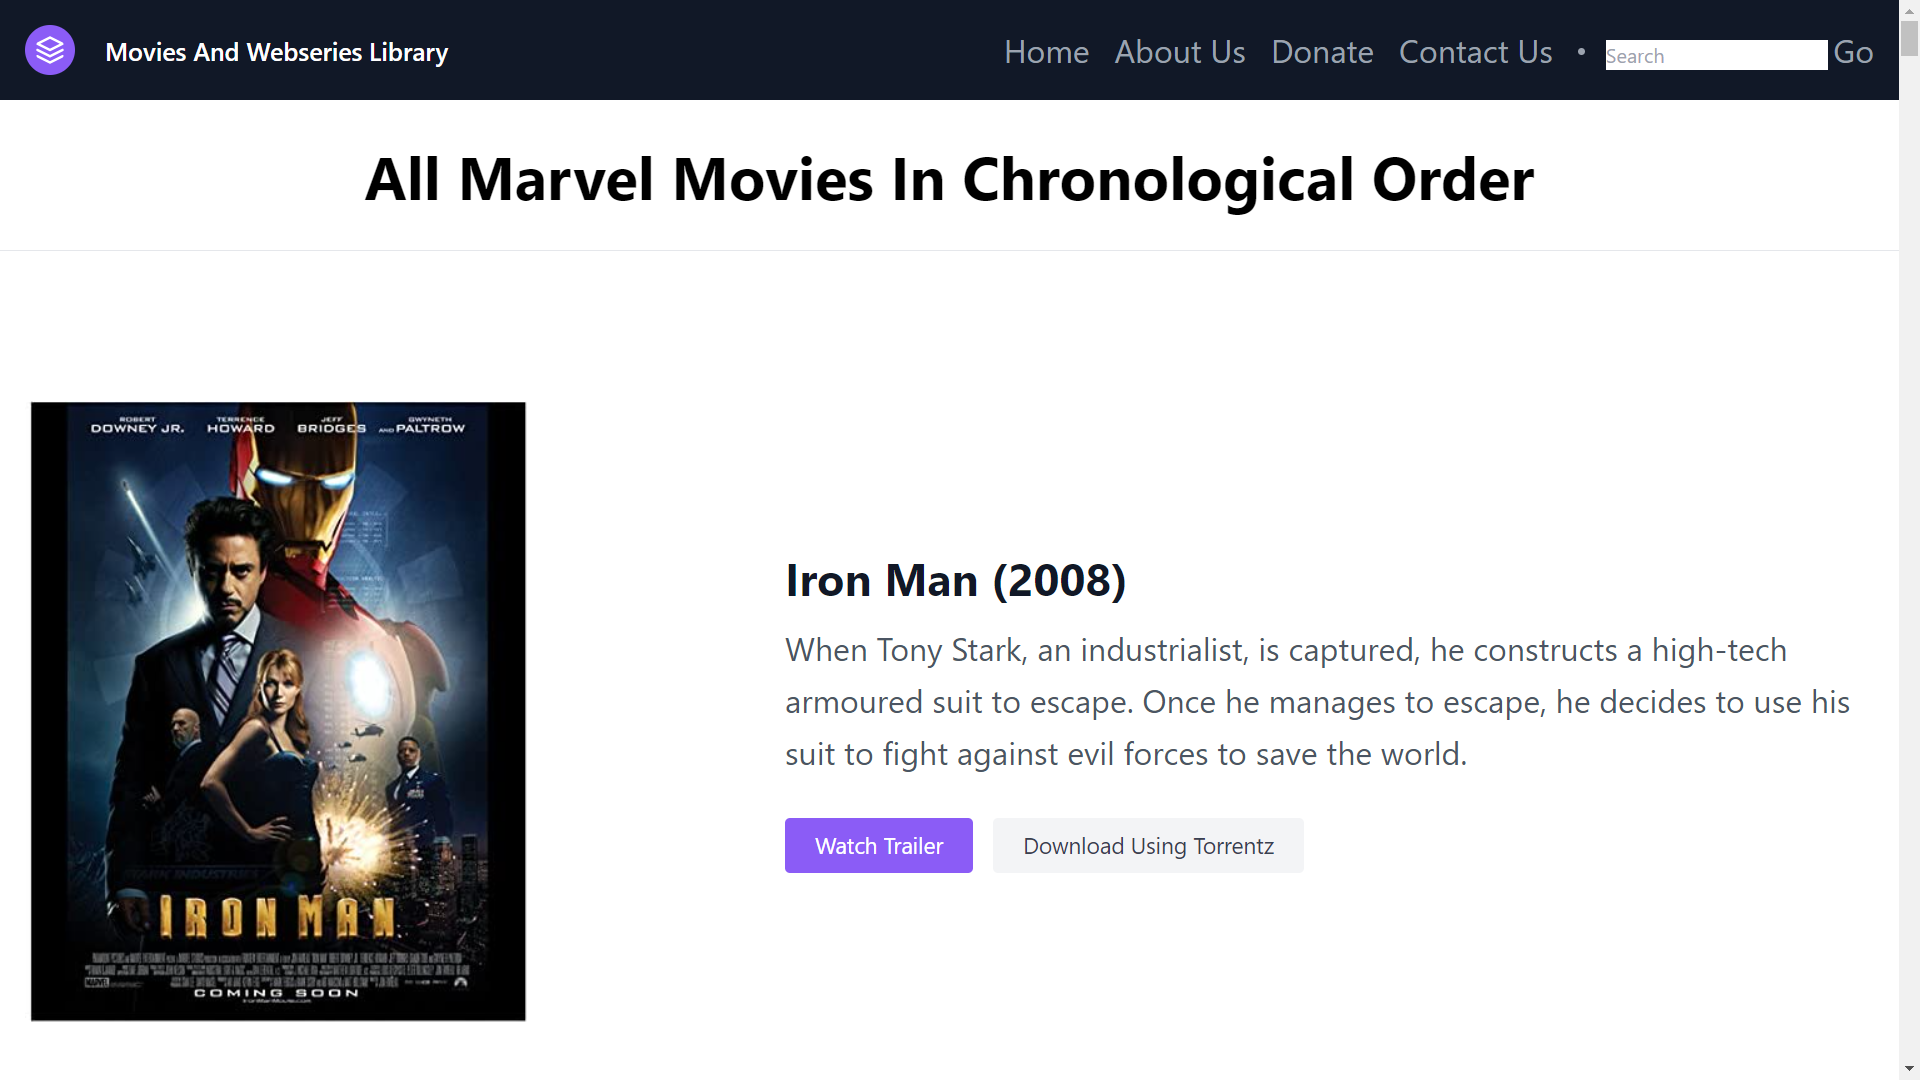 Movies And Webseries Library
Home About Us Donate Contact Us • Search Go
All Marvel Movies In Chronological Order
ROBERT DOWNEY JR. TERRENCE HOWARD JEFF BRIDGES AND GWYNETH PALTROW
IRON MAN
MARVEL
COMING SOON
Iron Man (2008)
When Tony Stark, an industrialist, is captured, he constructs a high-tech
armoured suit to escape. Once he manages to escape, he decides to use his
suit to fight against evil forces to save the world.
Watch Trailer Download Using Torrentz